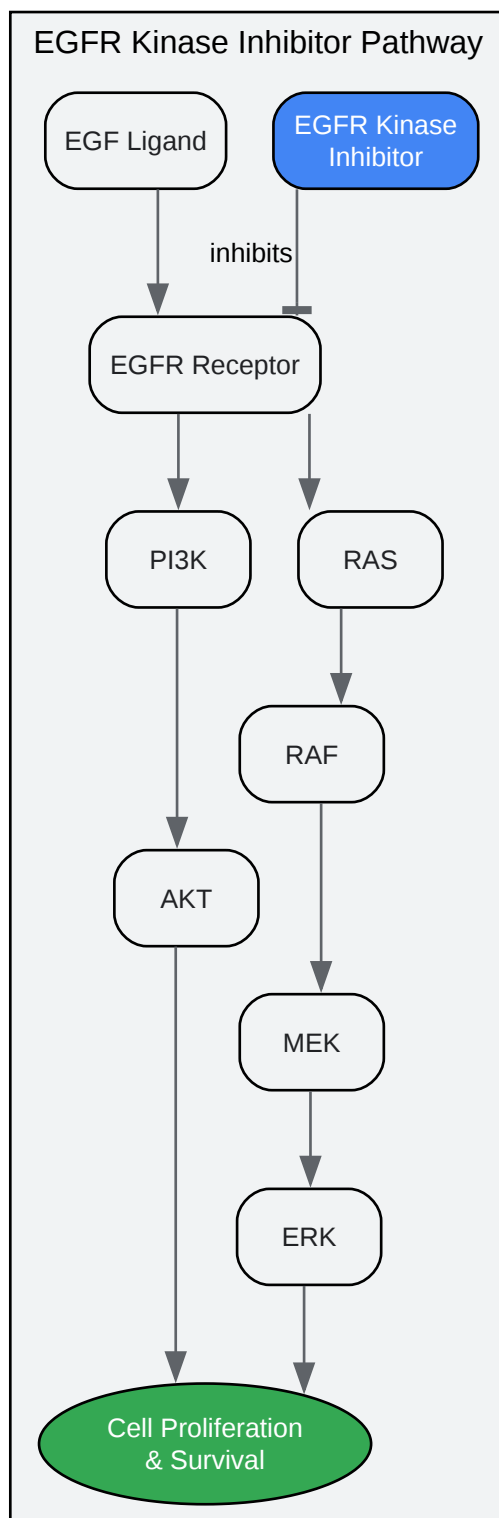 EGFR Kinase Inhibitor Pathway
EGF Ligand
EGFR Kinase
Inhibitor
inhibits
EGFR Receptor
PI3K
RAS
RAF
AKT
MEK
ERK
Cell Proliferation
& Survival